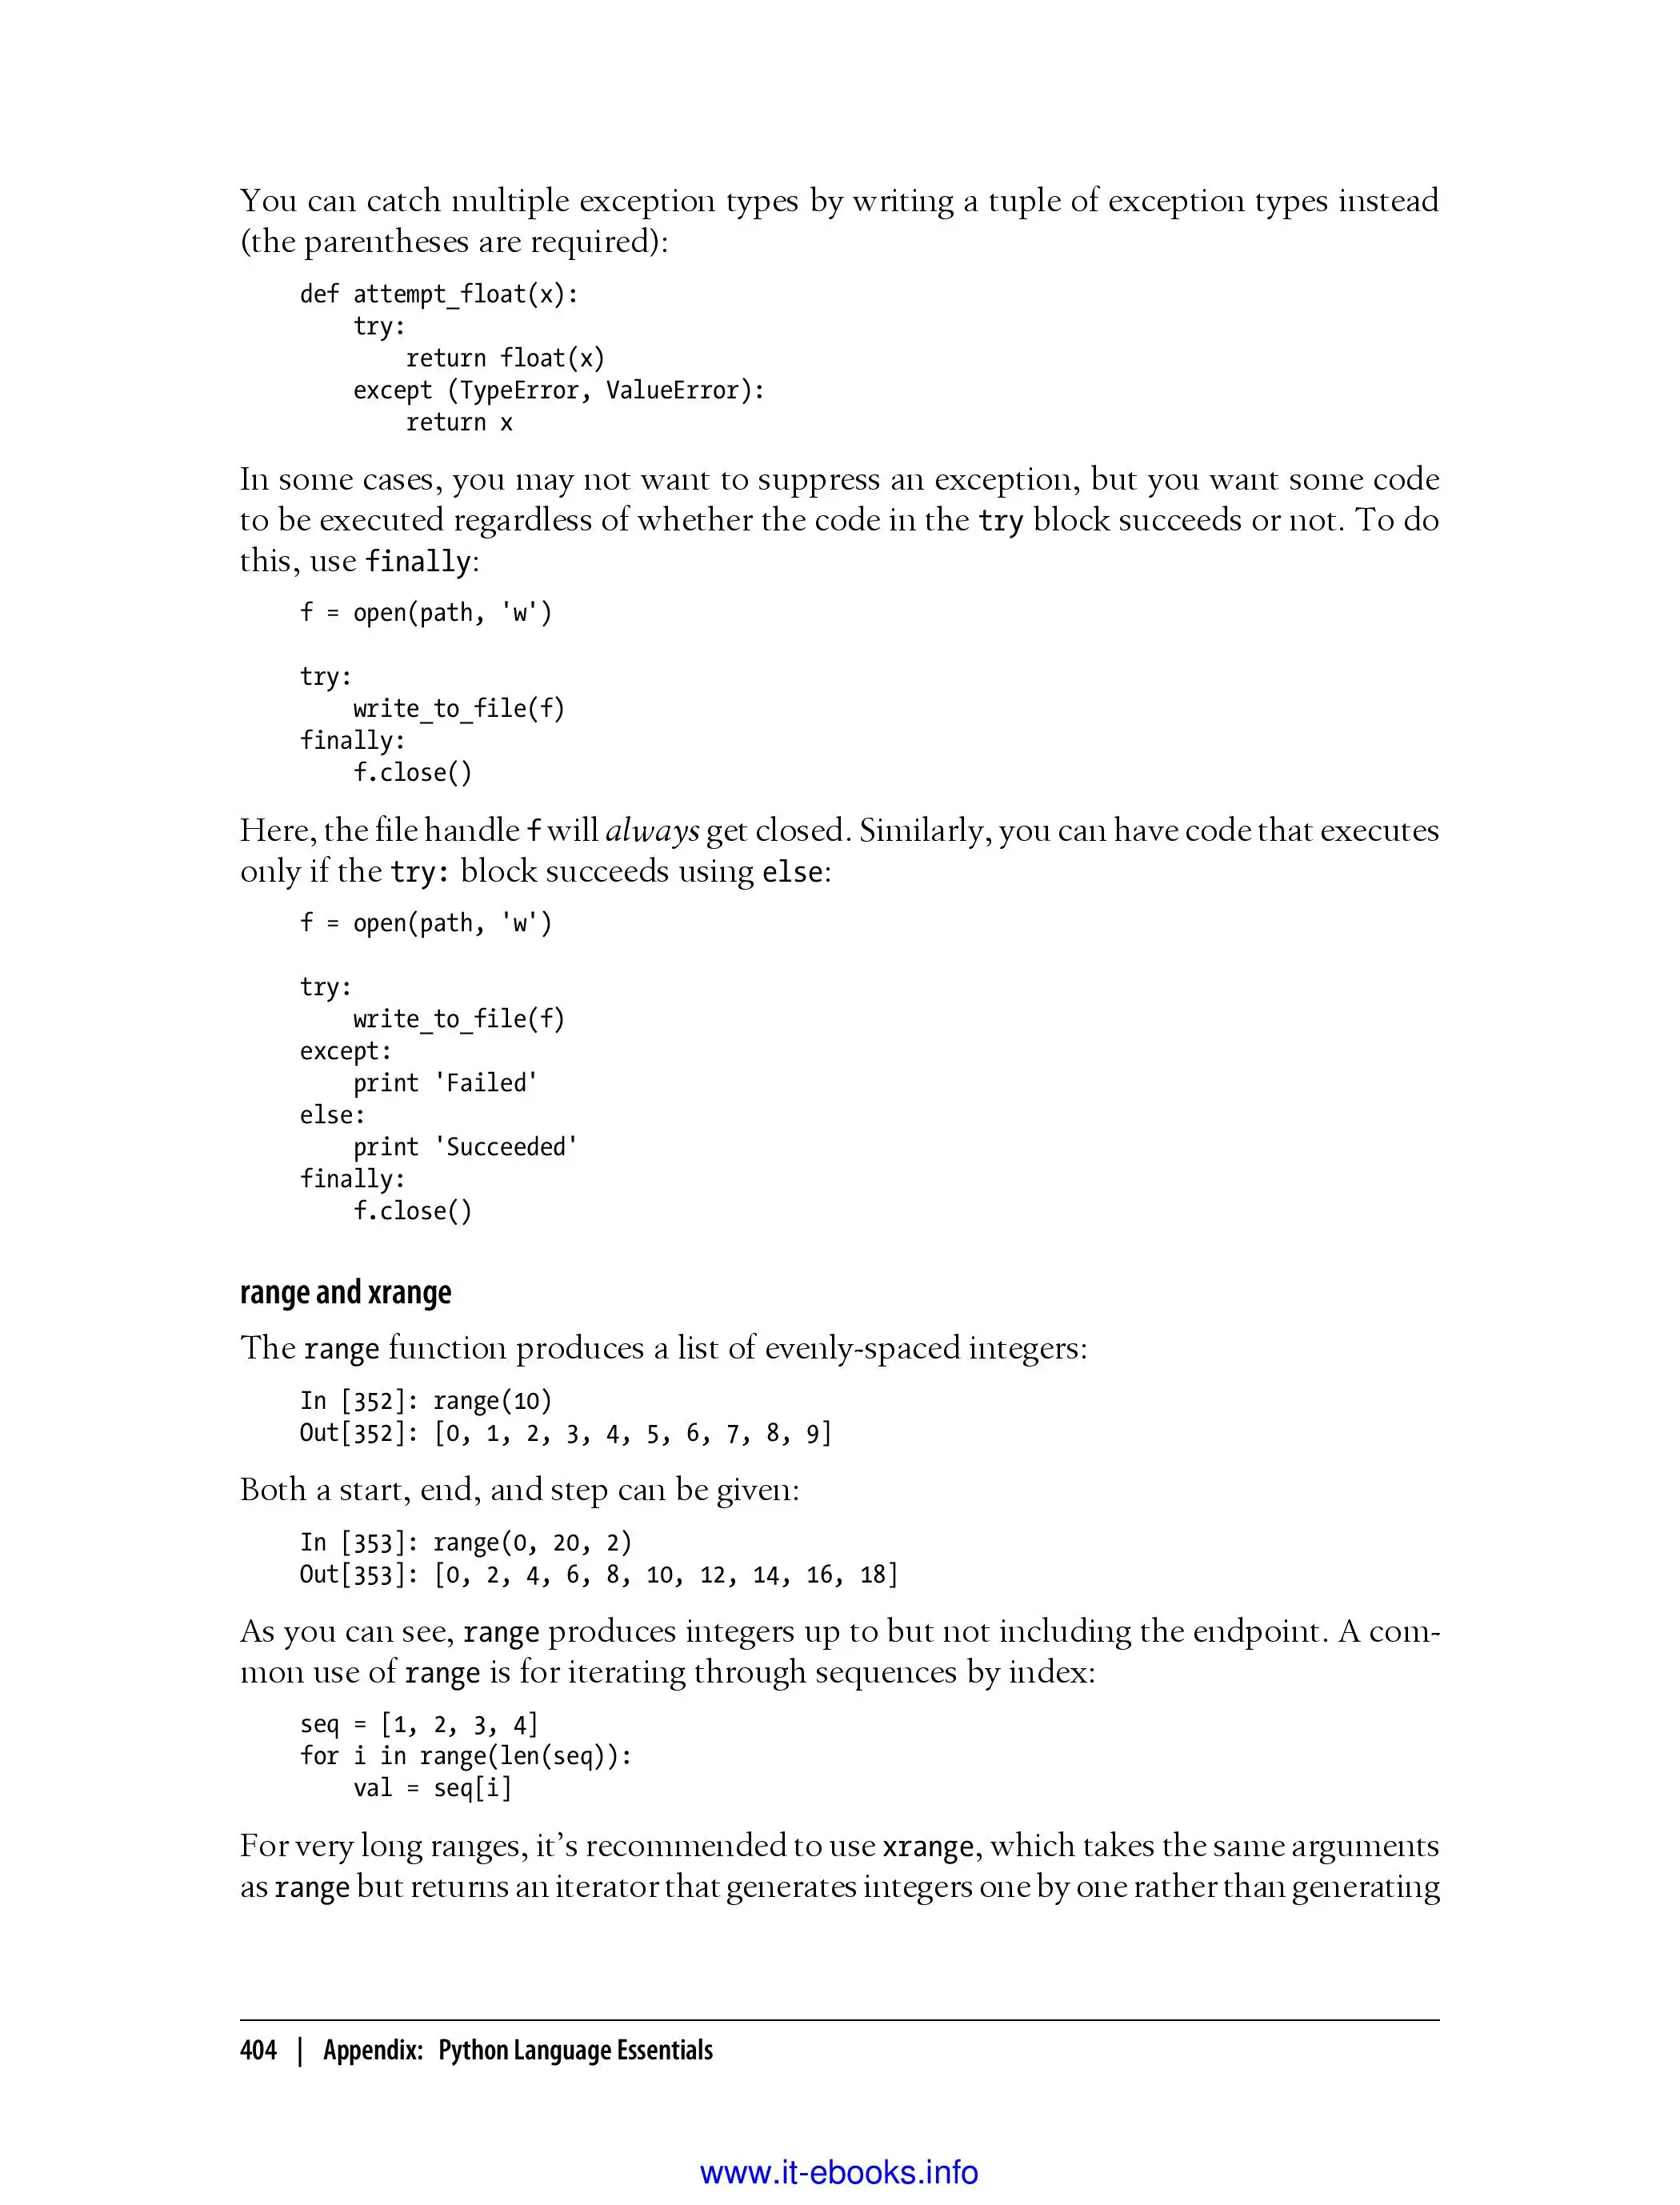 You can catch multiple exception types by writing a tuple of exception types instead
(the parentheses are required):
def attempt_float(x):
    try:
        return float(x)
    except (TypeError, ValueError):
        return x
In some cases, you may not want to suppress an exception, but you want some code
to be executed regardless of whether the code in the try block succeeds or not. To do
this, use finally:
f = open(path, 'w')
try:
    write_to_file(f)
finally:
    f.close()
Here, the file handle f will always get closed. Similarly, you can have code that executes
only if the try: block succeeds using else:
f = open(path, 'w')
try:
    write_to_file(f)
except:
    print 'Failed'
else:
    print 'Succeeded'
finally:
    f.close()
range and xrange
The range function produces a list of evenly-spaced integers:
In [352]: range(10)
Out[352]: [0, 1, 2, 3, 4, 5, 6, 7, 8, 9]
Both a start, end, and step can be given:
In [353]: range(0, 20, 2)
Out[353]: [0, 2, 4, 6, 8, 10, 12, 14, 16, 18]
As you can see, range produces integers up to but not including the endpoint. A com-
mon use of range is for iterating through sequences by index:
seq = [1, 2, 3, 4]
for i in range(len(seq)):
    val = seq[i]
For very long ranges, it’s recommended to use xrange, which takes the same arguments
as range but returns an iterator that generates integers one by one rather than generating
404 | Appendix: Python Language Essentials
www.it-ebooks.info